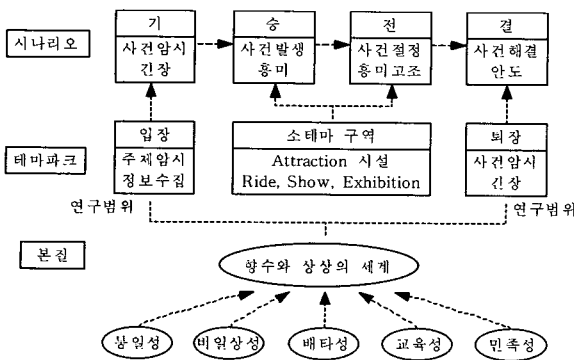 시나리오
기
사건암시
긴장
승
사건발생
흥미
전
사건절정
흥미고조
결
사건해결
안도
테마파크
입장
주제암시
정보수집
소테마 구역
Attraction 시설
Ride, Show, Exhibition
퇴장
사건암시
긴장
연구범위
연구범위
본질
향수와 상상의 세계
통일성
비일상성
배타성
교육성
민족성